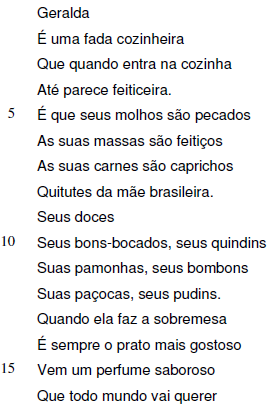 Geralda
É uma fada cozinheira
Que quando entra na cozinha
Até parece feiticeira.
5 É que seus molhos são pecados
As suas massas são feitiços
As suas carnes são caprichos
Quitutes da mãe brasileira.
Seus doces
10 Seus bons-bocados, seus quindins
Suas pamonhas, seus bombons
Suas paçocas, seus pudins.
Quando ela faz a sobremesa
É sempre o prato mais gostoso
15 Vem um perfume saboroso
Que todo mundo vai querer